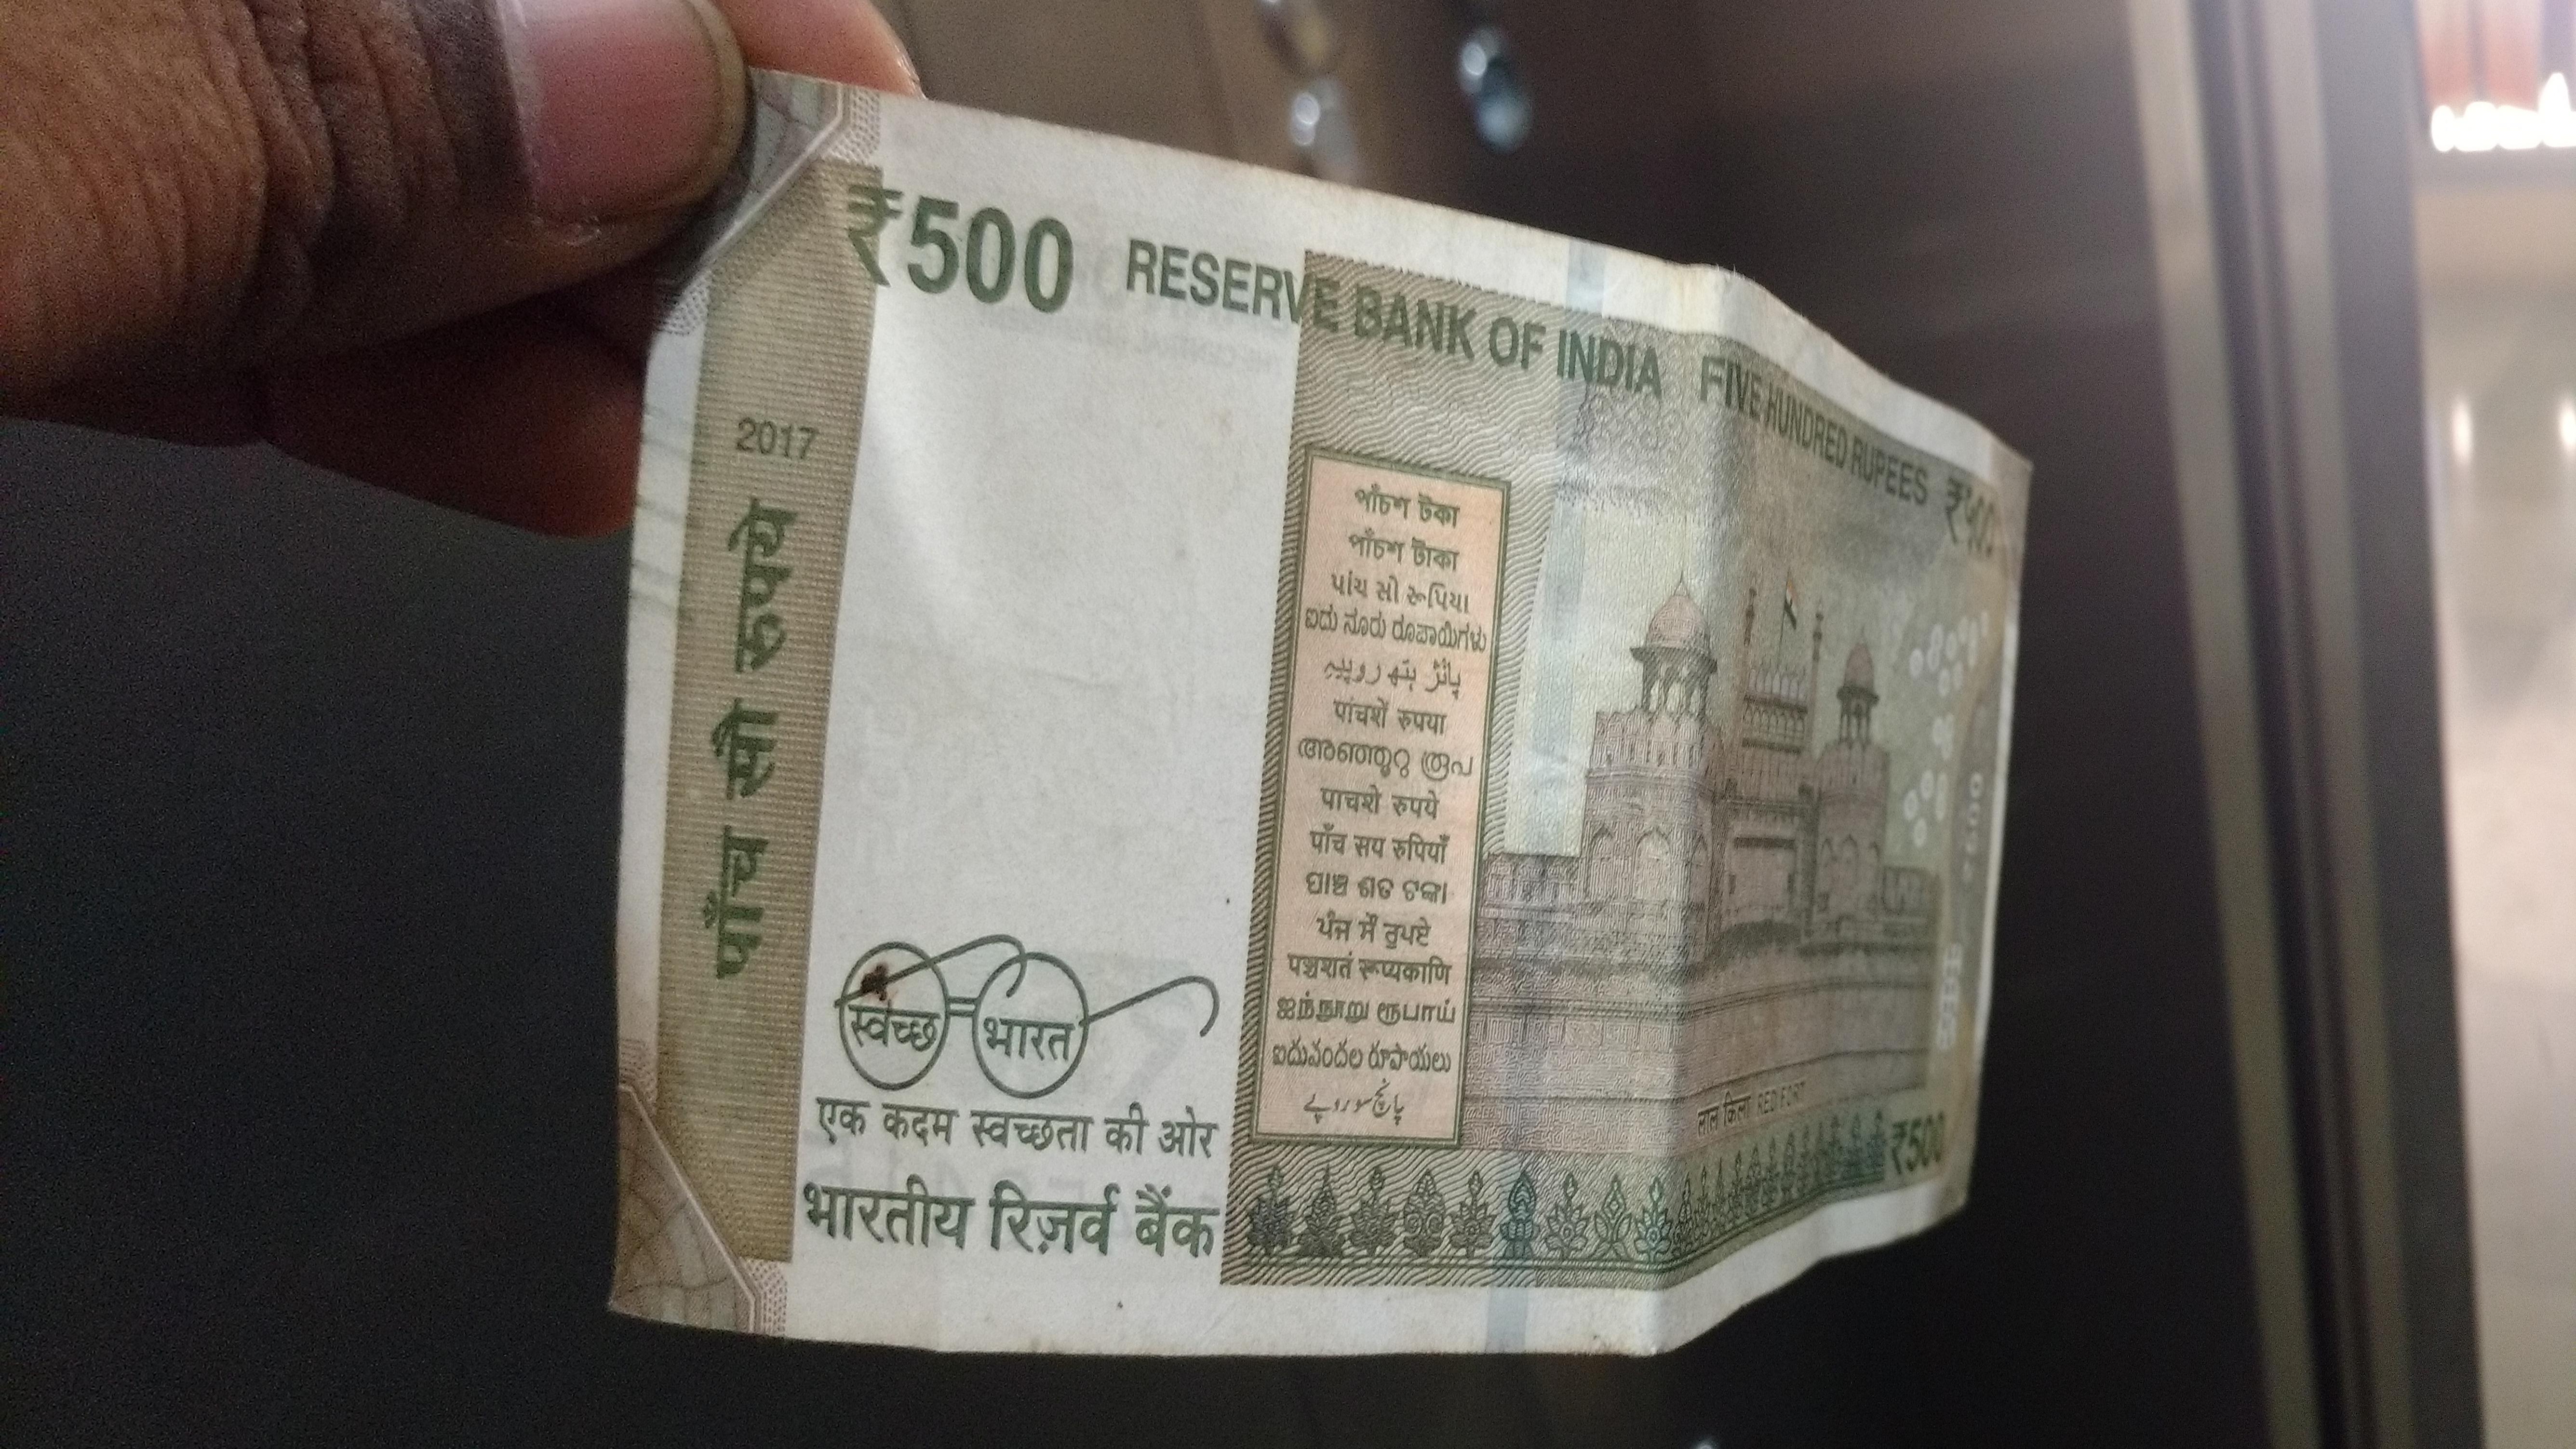 ₹500 RESERVE BANK OF INDIA FIVE HUNDRED RUPEES ₹५००
2017
पाँच सौ रुपये
পাঁচশ টকা
পাঁচশ টাকা
પાંચ સો રૂપિયા
ಐದು ನೂರು ರೂಪಾಯಿಗಳು
پانٛژ ہَتھ روپیہِ
पांचशें रुपया
അഞ്ഞൂറു രൂപ
पाचशे रुपये
पाँच सय रुपियाँ
ପାଞ୍ଚ ଶତ ଟଙ୍କା
ਪੰਜ ਸੌ ਰੁਪਏ
पञ्चशतं रूप्यकाणि
ஐந்நூறு ரூபாய்
ఐదువందల రూపాయలు
پانچ سو روپے
स्वच्छ भारत
एक कदम स्वच्छता की ओर
भारतीय रिज़र्व बैंक
लाल किला RED FORT
₹500